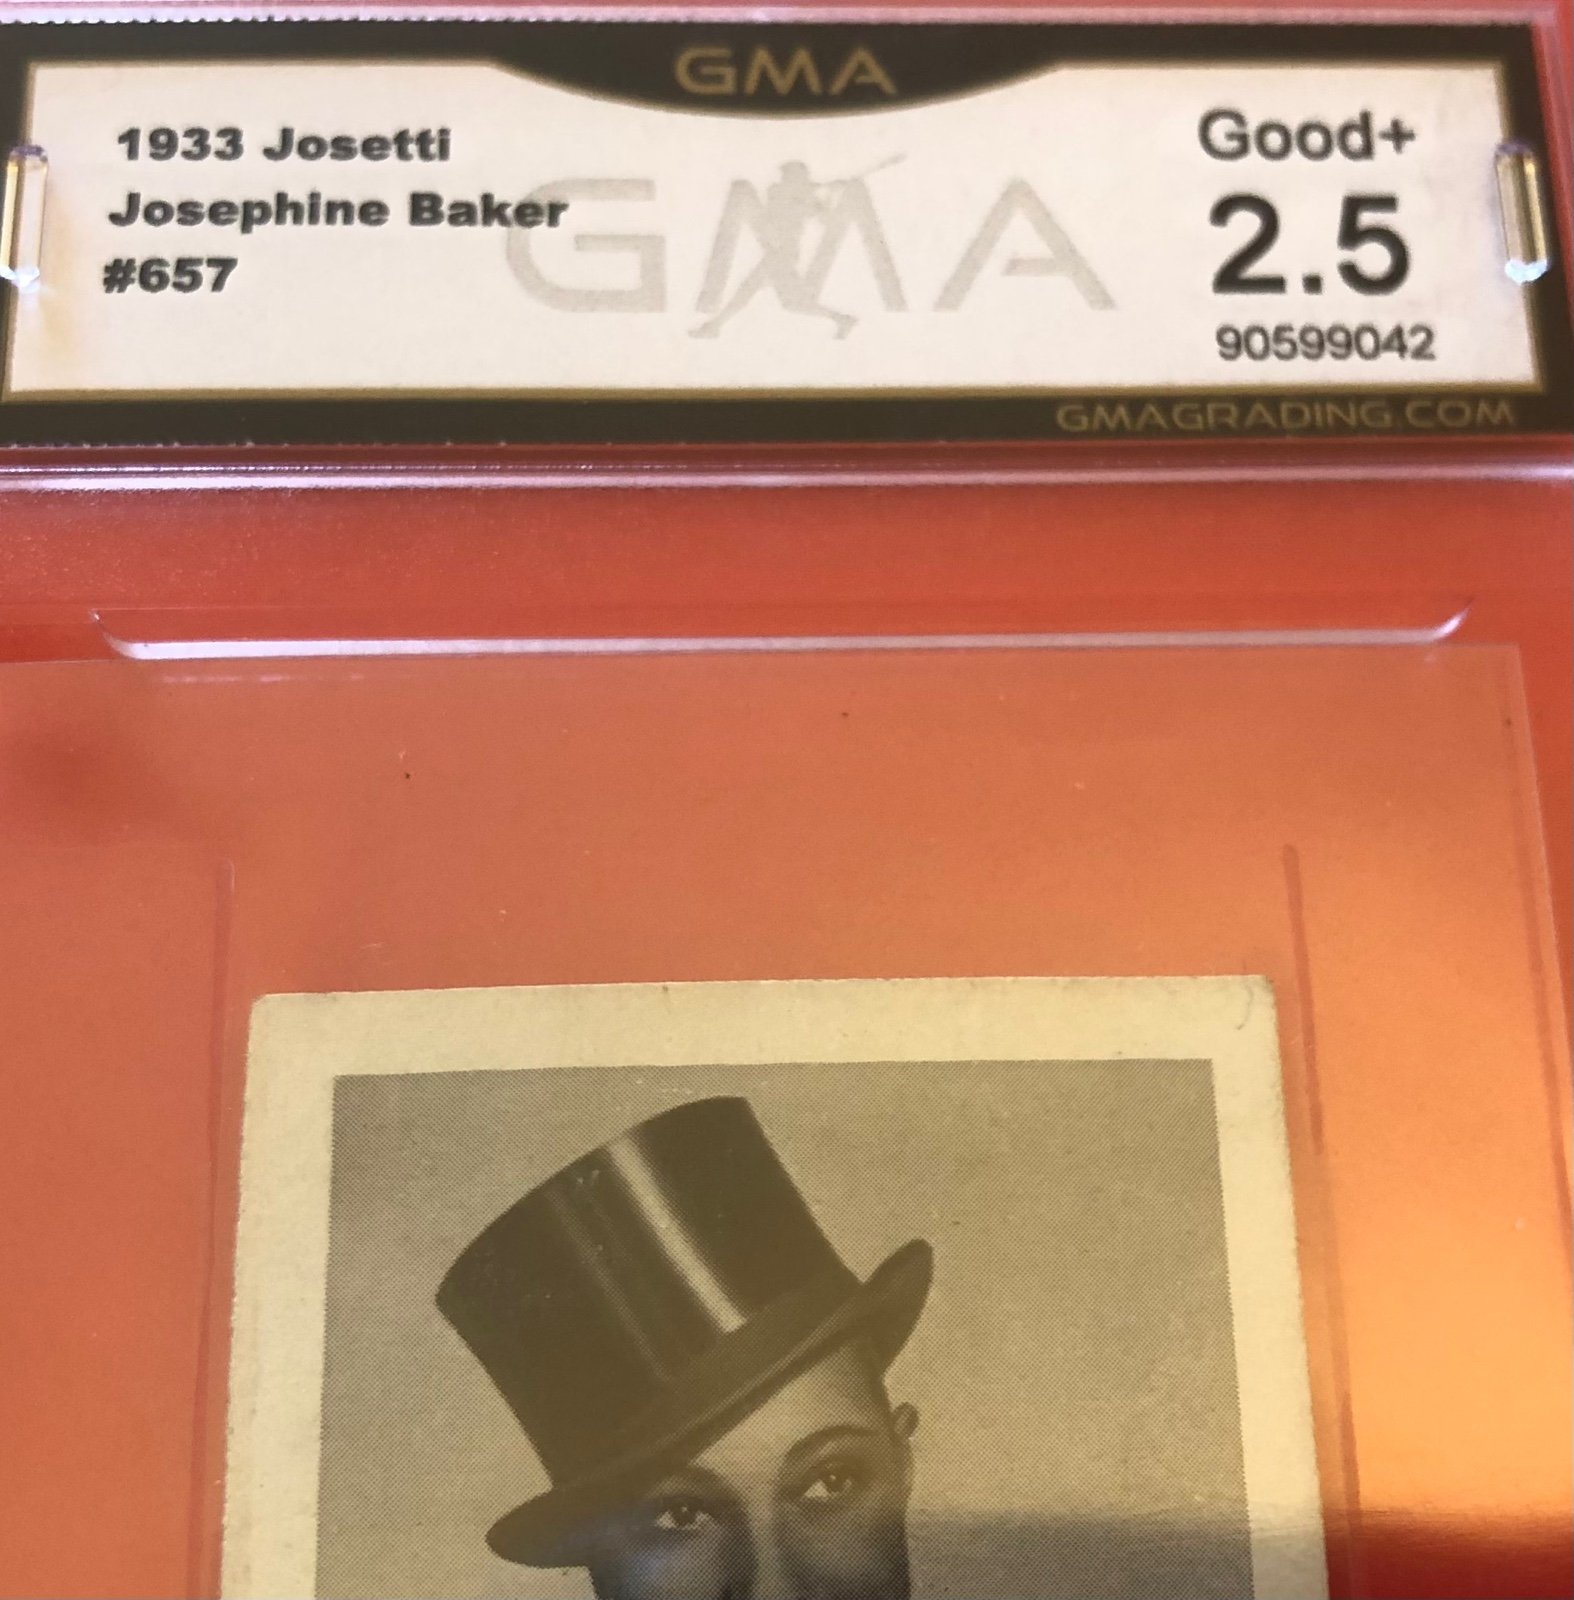 GMA
1933 Josetti
Josephine Baker
#657
GMA
Good+
2.5
90599042
GMAGRADING.COM